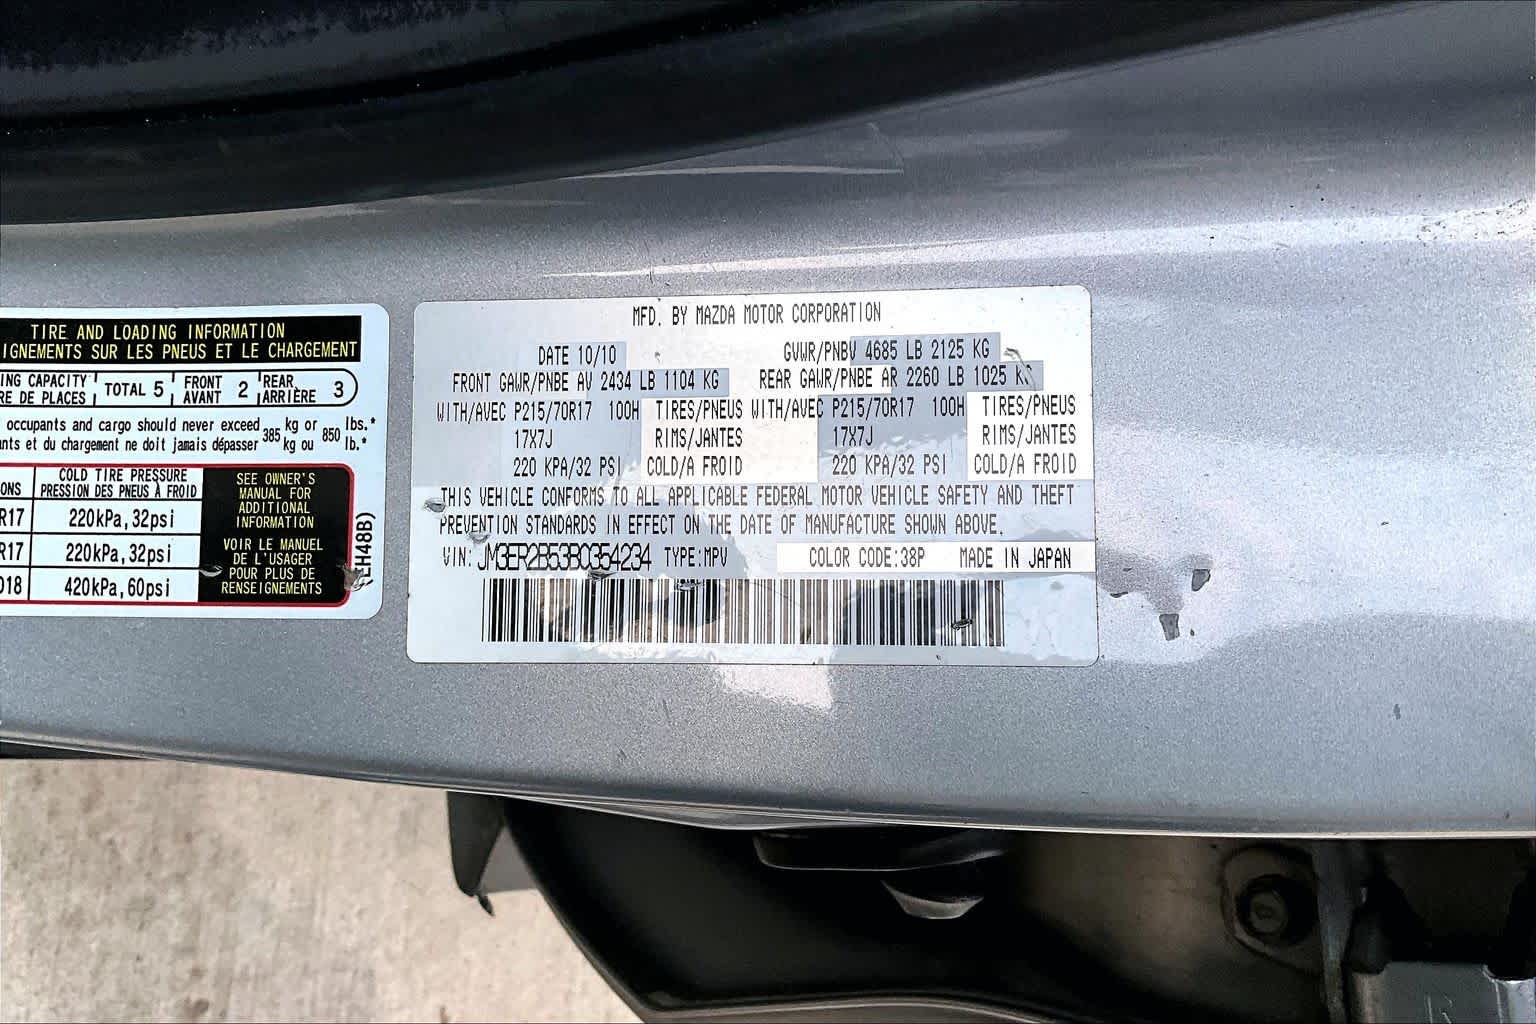 TIRE AND LOADING INFORMATION
IGNEMENTS SUR LES PNEUS ET LE CHARGEMENT
ING CAPACITY TOTAL 5 FRONT 2 REAR 3
RE DE PLACES AVANT ARRIÈRE
occupants and cargo should never exceed 385 kg or 850 lbs.*
nts et du chargement ne doit jamais dépasser kg ou lb.*
ONS COLD TIRE PRESSURE
PRESSION DES PNEUS À FROID
R17 220kPa,32psi
R17 220kPa,32psi
D18 420kPa,60psi
SEE OWNER'S
MANUAL FOR
ADDITIONAL
INFORMATION
VOIR LE MANUEL
DE L'USAGER
POUR PLUS DE
RENSEIGNEMENTS
EH48B)
MFD. BY MAZDA MOTOR CORPORATION
DATE 10/10 GVWR/PNBV 4685 LB 2125 KG
FRONT GAWR/PNBE AV 2434 LB 1104 KG REAR GAWR/PNBE AR 2260 LB 1025 KG
WITH/AVEC P215/70R17 100H TIRES/PNEUS WITH/AVEC P215/70R17 100H TIRES/PNEUS
17X7J RIMS/JANTES 17X7J RIMS/JANTES
220 KPA/32 PSI COLD/A FROID 220 KPA/32 PSI COLD/A FROID
THIS VEHICLE CONFORMS TO ALL APPLICABLE FEDERAL MOTOR VEHICLE SAFETY AND THEFT
PREVENTION STANDARDS IN EFFECT ON THE DATE OF MANUFACTURE SHOWN ABOVE.
VIN: JM3ER2B53B0354234 TYPE:MPV COLOR CODE:38P MADE IN JAPAN